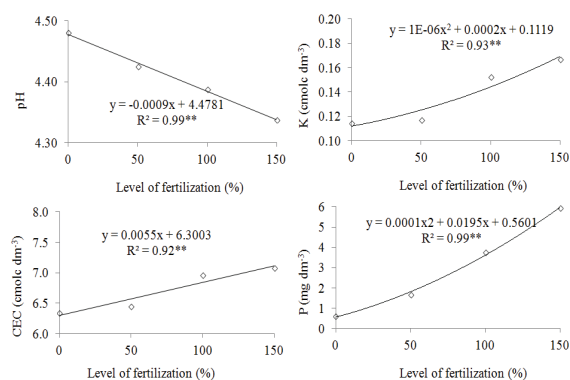 4.50
4.40
4.30
pH
y = -0.0009x + 4.4781
R² = 0.99**
0
50
100
150
Level of fertilization (%)
0.20
0.18
0.16
0.14
0.12
0.10
K (cmolc dm⁻³)
y = 1E-06x² + 0.0002x + 0.1119
R² = 0.93**
0
50
100
150
Level of fertilization (%)
8.0
7.5
7.0
6.5
6.0
CEC (cmolc dm⁻³)
y = 0.0055x + 6.3003
R² = 0.92**
0
50
100
150
Level of fertilization (%)
6
5
4
3
2
1
0
P (mg dm⁻³)
y = 0.0001x2 + 0.0195x + 0.5601
R² = 0.99**
0
50
100
150
Level of fertilization (%)